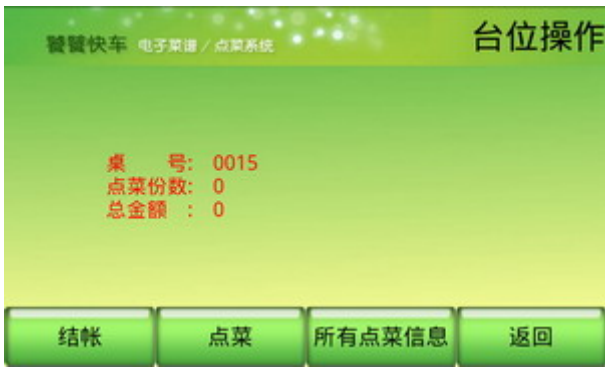 饕餮快车 电子菜谱/点菜系统
台位操作
桌 号: 0015
点菜份数: 0
总金额 : 0
结帐 点菜 所有点菜信息 返回